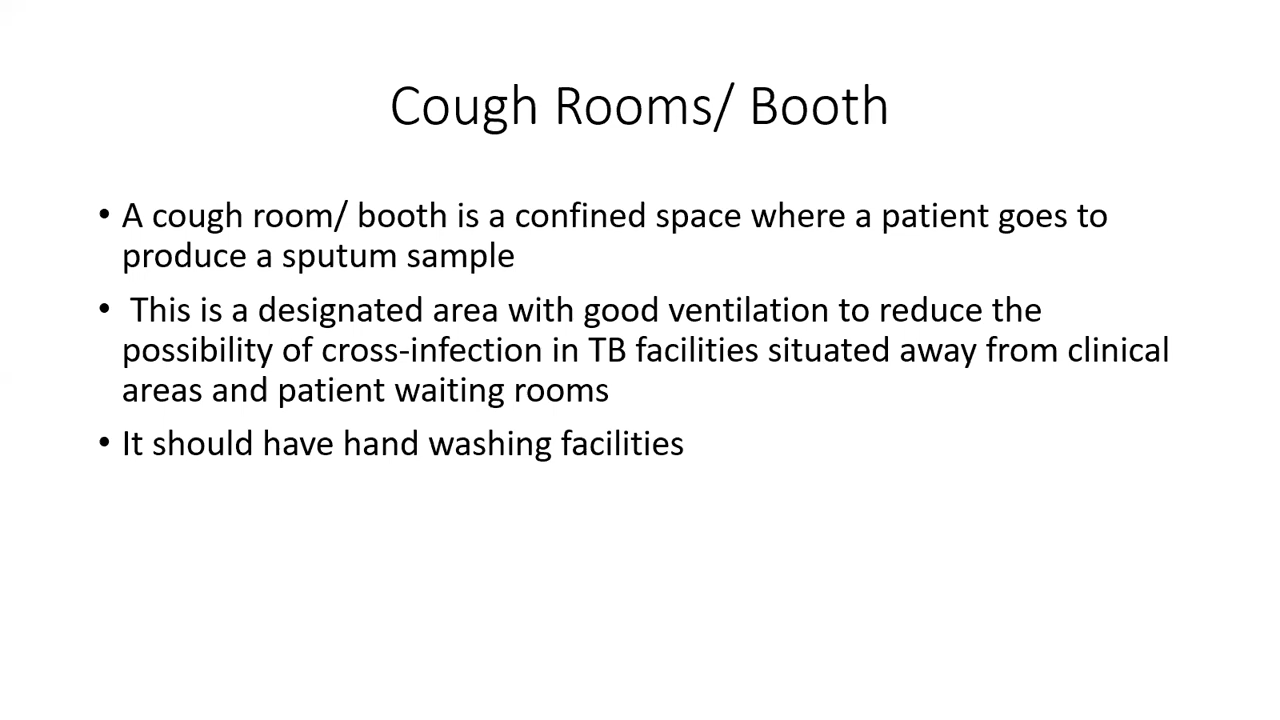 Cough Rooms/ Booth
• A cough room/ booth is a confined space where a patient goes to
produce a sputum sample
• This is a designated area with good ventilation to reduce the
possibility of cross-infection in TB facilities situated away from clinical
areas and patient waiting rooms
• It should have hand washing facilities